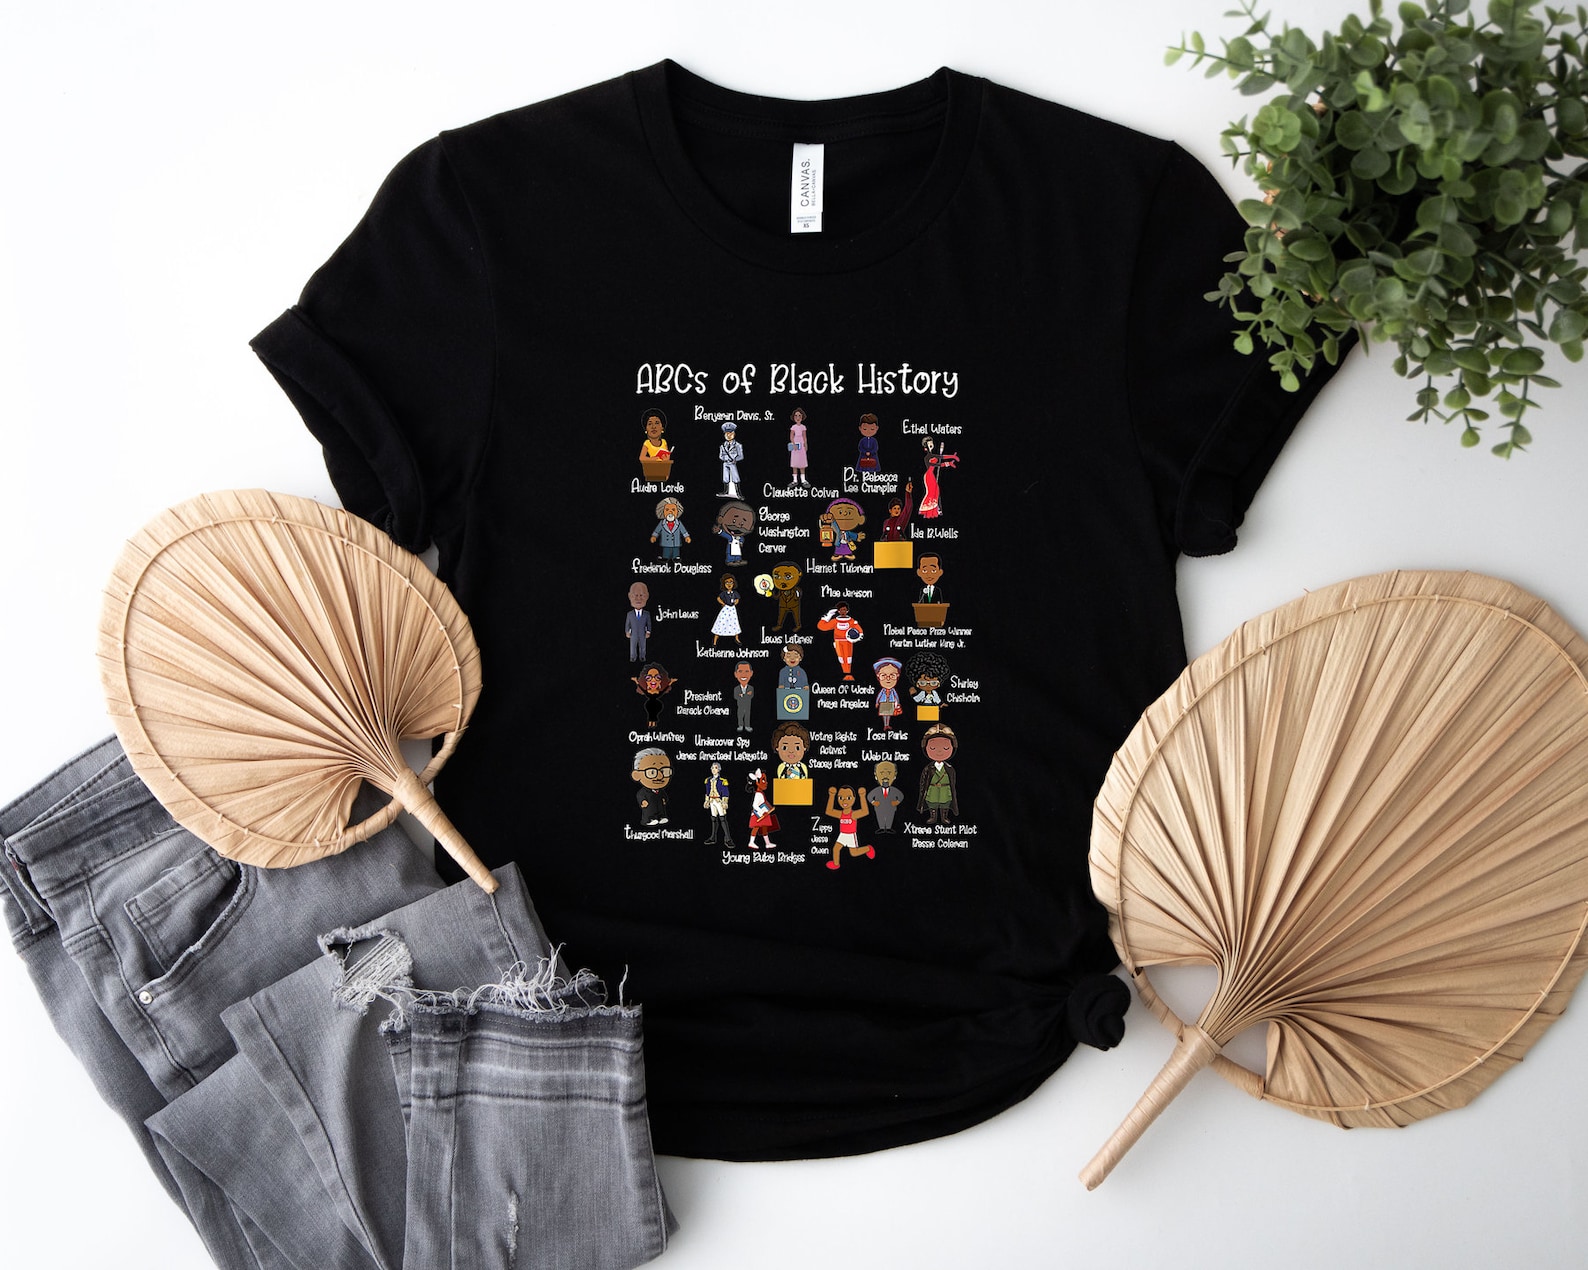 CANVAS.
BELLA+CANVAS
XS
ABCs of Black History
Benjamin Davis, Sr.
Ethel Waters
Audre Lorde
Claudette Colvin
Dr. Rebecca
Lee Crumpler
George
Washington
Carver
Ida B.Wells
Frederick Douglass
Harriet Tubman
Mae Jemison
John Lewis
Katherine Johnson
Lewis Latimer
Nobel Peace Prize Winner
Martin Luther King Jr.
President
Barack Obama
Queen Of Words
Maya Angelou
Shirley
Chisholm
Oprah Winfrey
Rosa Parks
Undercover Spy
James Armistead Lafayette
Voting Rights
Activist
Stacey Abrams
Web Du Bois
Thurgood Marshall
Young Ruby Bridges
Zippy
Jesse
Owen
OHIO
Xtreme Stunt Pilot
Bessie Coleman